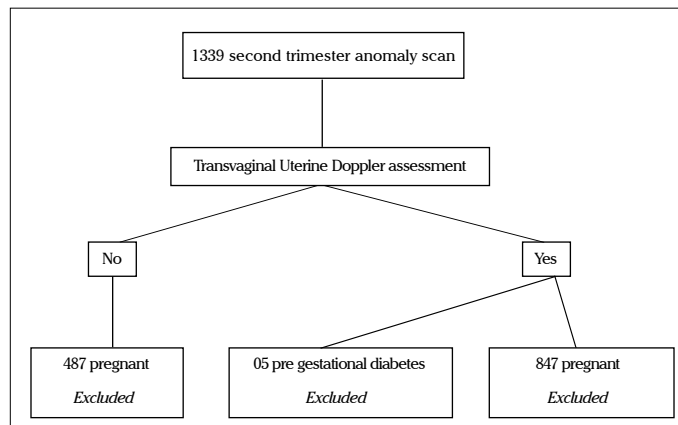 1339 second trimester anomaly scan
Transvaginal Uterine Doppler assessment
No
Yes
487 pregnant
Excluded
05 pre gestational diabetes
Excluded
847 pregnant
Excluded